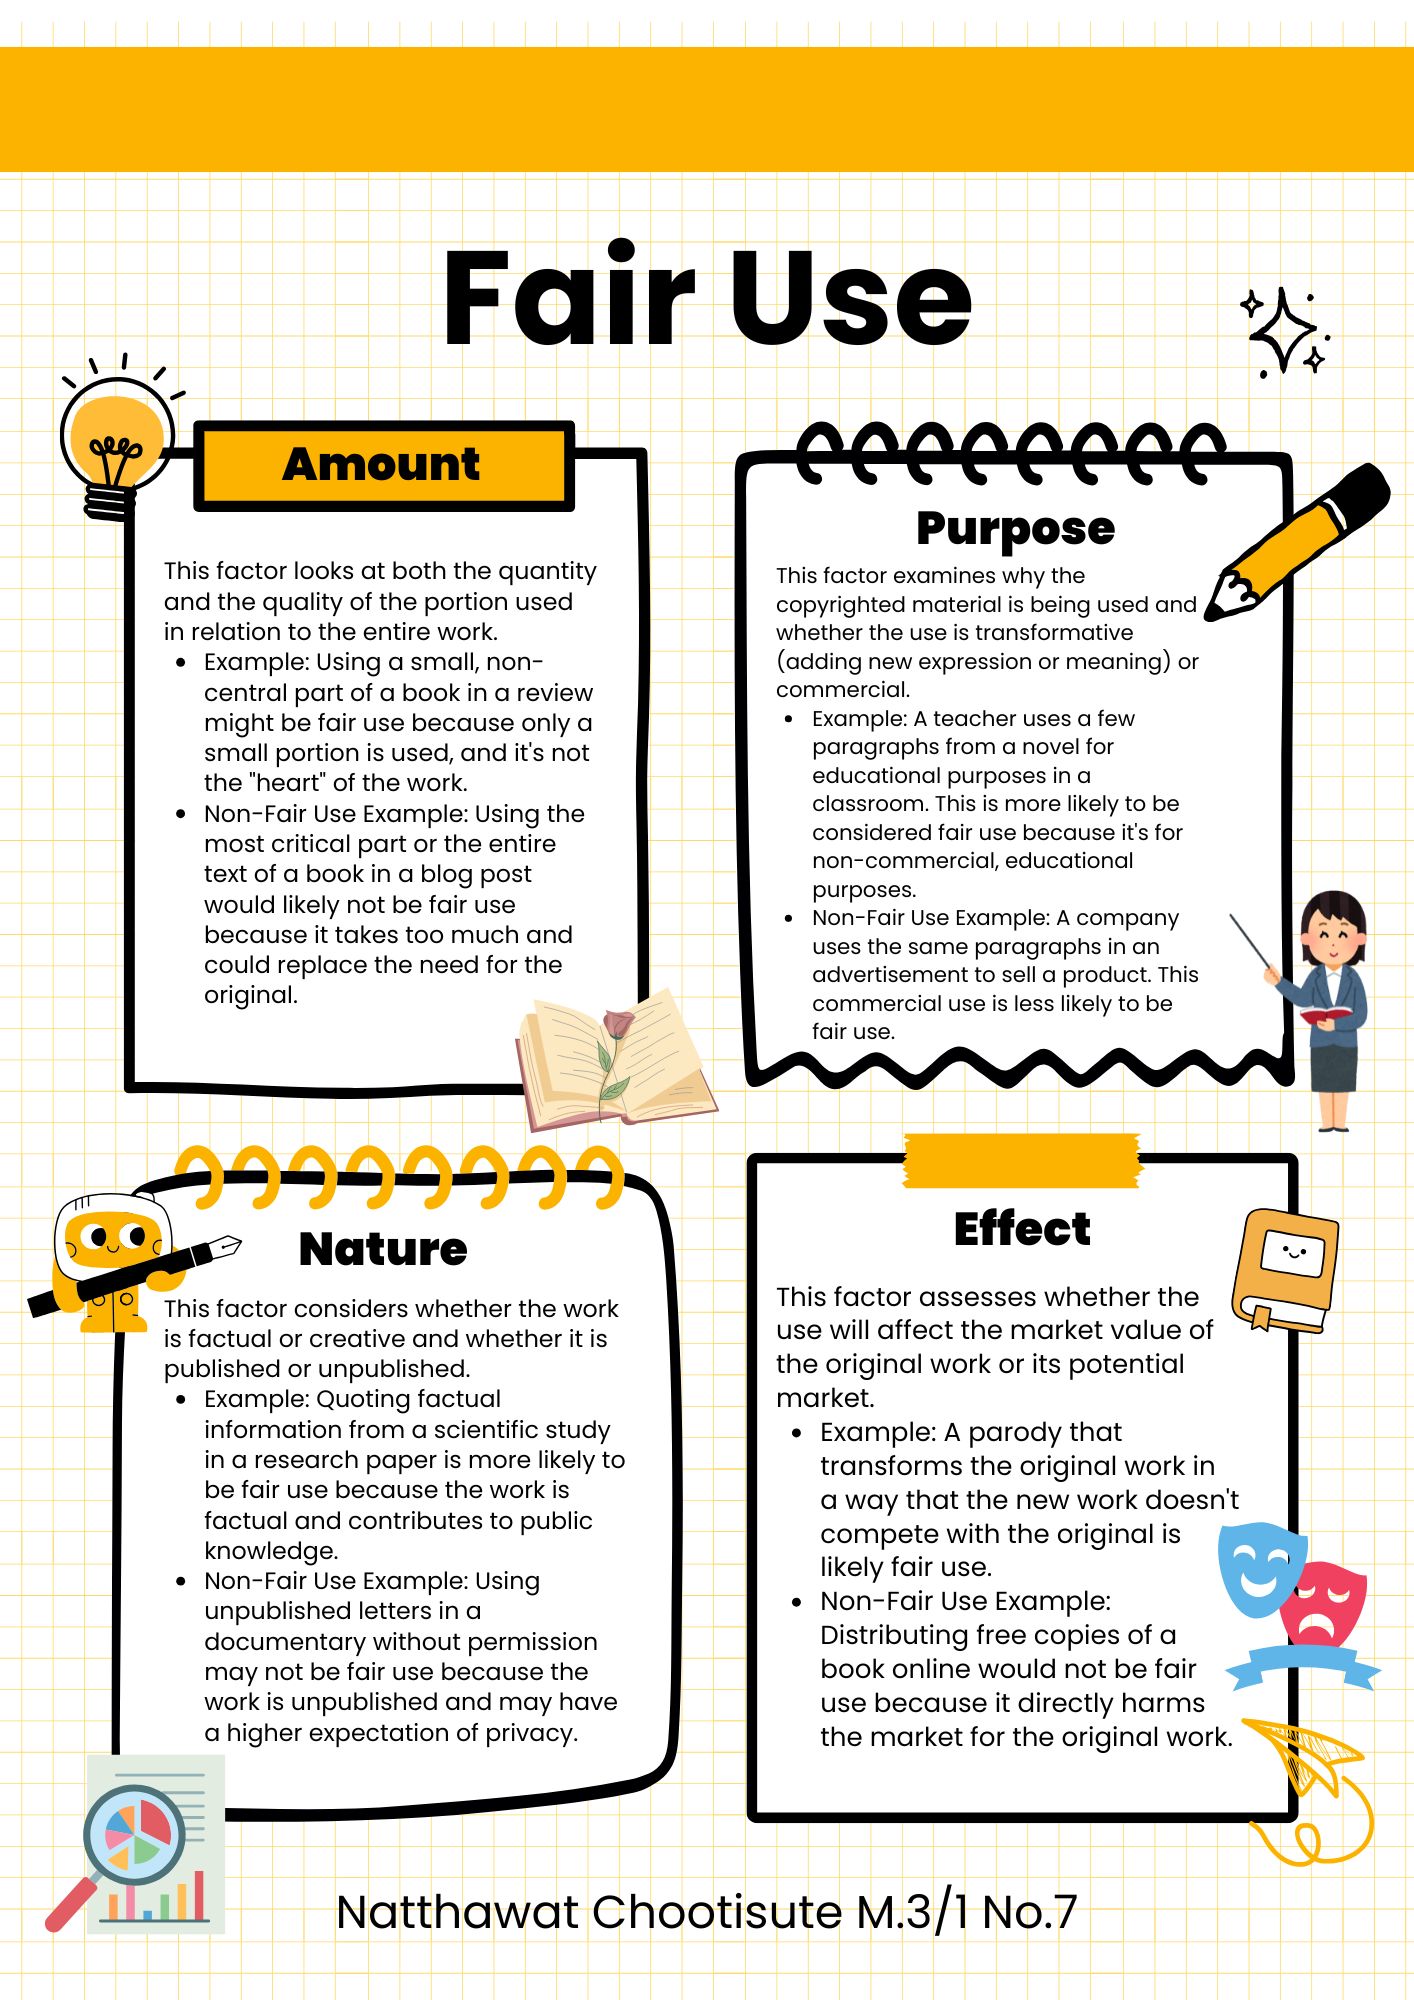 Fair Use
Amount
This factor looks at both the quantity
and the quality of the portion used
in relation to the entire work.
• Example: Using a small, non-
central part of a book in a review
might be fair use because only a
small portion is used, and it's not
the "heart" of the work.
• Non-Fair Use Example: Using the
most critical part or the entire
text of a book in a blog post
would likely not be fair use
because it takes too much and
could replace the need for the
original.
Purpose
This factor examines why the
copyrighted material is being used and
whether the use is transformative
(adding new expression or meaning) or
commercial.
• Example: A teacher uses a few
paragraphs from a novel for
educational purposes in a
classroom. This is more likely to be
considered fair use because it's for
non-commercial, educational
purposes.
• Non-Fair Use Example: A company
uses the same paragraphs in an
advertisement to sell a product. This
commercial use is less likely to be
fair use.
Nature
This factor considers whether the work
is factual or creative and whether it is
published or unpublished.
• Example: Quoting factual
information from a scientific study
in a research paper is more likely to
be fair use because the work is
factual and contributes to public
knowledge.
• Non-Fair Use Example: Using
unpublished letters in a
documentary without permission
may not be fair use because the
work is unpublished and may have
a higher expectation of privacy.
Effect
This factor assesses whether the
use will affect the market value of
the original work or its potential
market.
• Example: A parody that
transforms the original work in
a way that the new work doesn't
compete with the original is
likely fair use.
• Non-Fair Use Example:
Distributing free copies of a
book online would not be fair
use because it directly harms
the market for the original work.
Natthawat Chootisute M.3/1 No.7